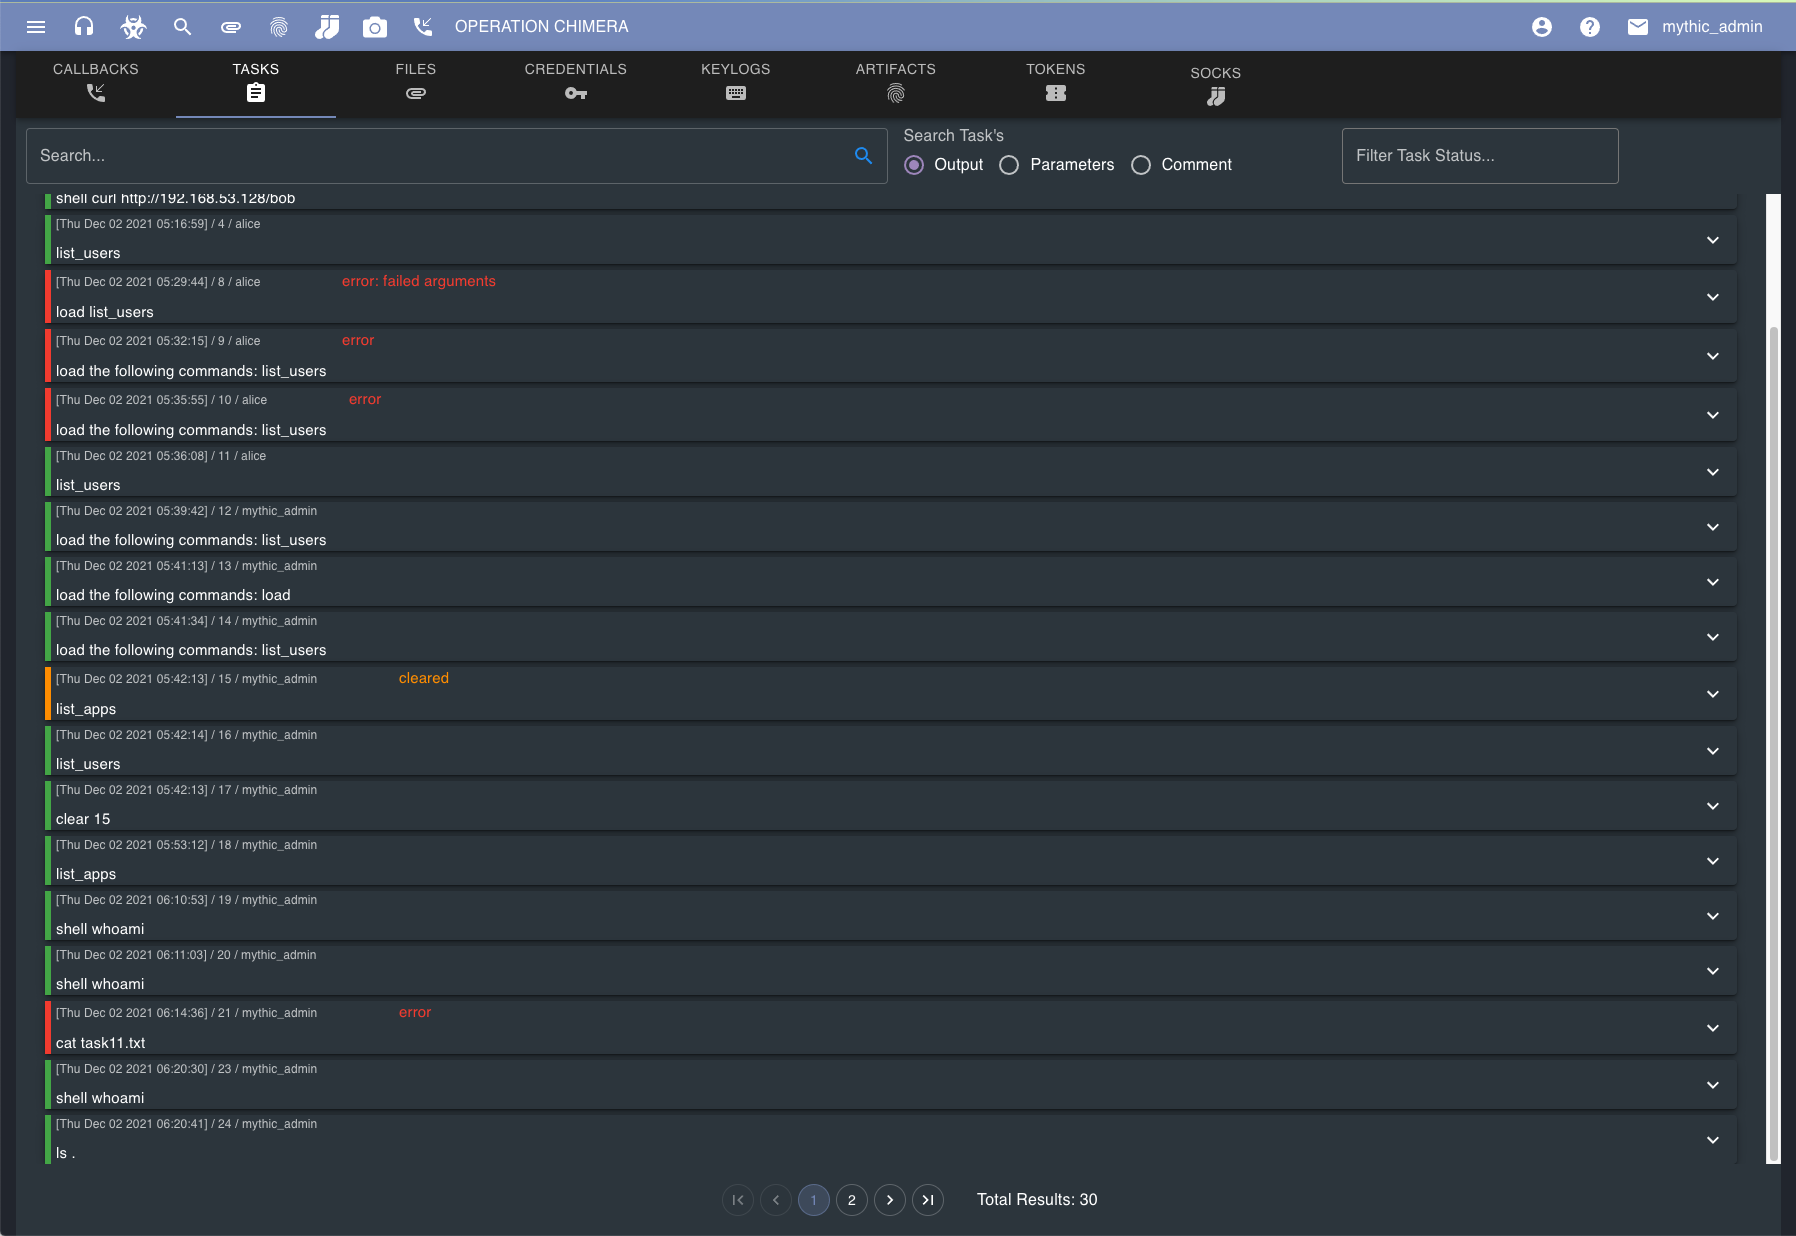 OPERATION CHIMERA
mythic_admin
CALLBACKS
TASKS
FILES
CREDENTIALS
KEYLOGS
ARTIFACTS
TOKENS
SOCKS
Search...
Search Task's
Output
Parameters
Comment
Filter Task Status...
shell curl http://192.168.53.128/bob
[Thu Dec 02 2021 05:16:59] / 4 / alice
list_users
[Thu Dec 02 2021 05:29:44] / 8 / alice error: failed arguments
load list_users
[Thu Dec 02 2021 05:32:15] / 9 / alice error
load the following commands: list_users
[Thu Dec 02 2021 05:35:55] / 10 / alice error
load the following commands: list_users
[Thu Dec 02 2021 05:36:08] / 11 / alice
list_users
[Thu Dec 02 2021 05:39:42] / 12 / mythic_admin
load the following commands: list_users
[Thu Dec 02 2021 05:41:13] / 13 / mythic_admin
load the following commands: load
[Thu Dec 02 2021 05:41:34] / 14 / mythic_admin
load the following commands: list_users
[Thu Dec 02 2021 05:42:13] / 15 / mythic_admin cleared
list_apps
[Thu Dec 02 2021 05:42:14] / 16 / mythic_admin
list_users
[Thu Dec 02 2021 05:42:13] / 17 / mythic_admin
clear 15
[Thu Dec 02 2021 05:53:12] / 18 / mythic_admin
list_apps
[Thu Dec 02 2021 06:10:53] / 19 / mythic_admin
shell whoami
[Thu Dec 02 2021 06:11:03] / 20 / mythic_admin
shell whoami
[Thu Dec 02 2021 06:14:36] / 21 / mythic_admin error
cat task11.txt
[Thu Dec 02 2021 06:20:30] / 23 / mythic_admin
shell whoami
[Thu Dec 02 2021 06:20:41] / 24 / mythic_admin
ls .
1 2 Total Results: 30